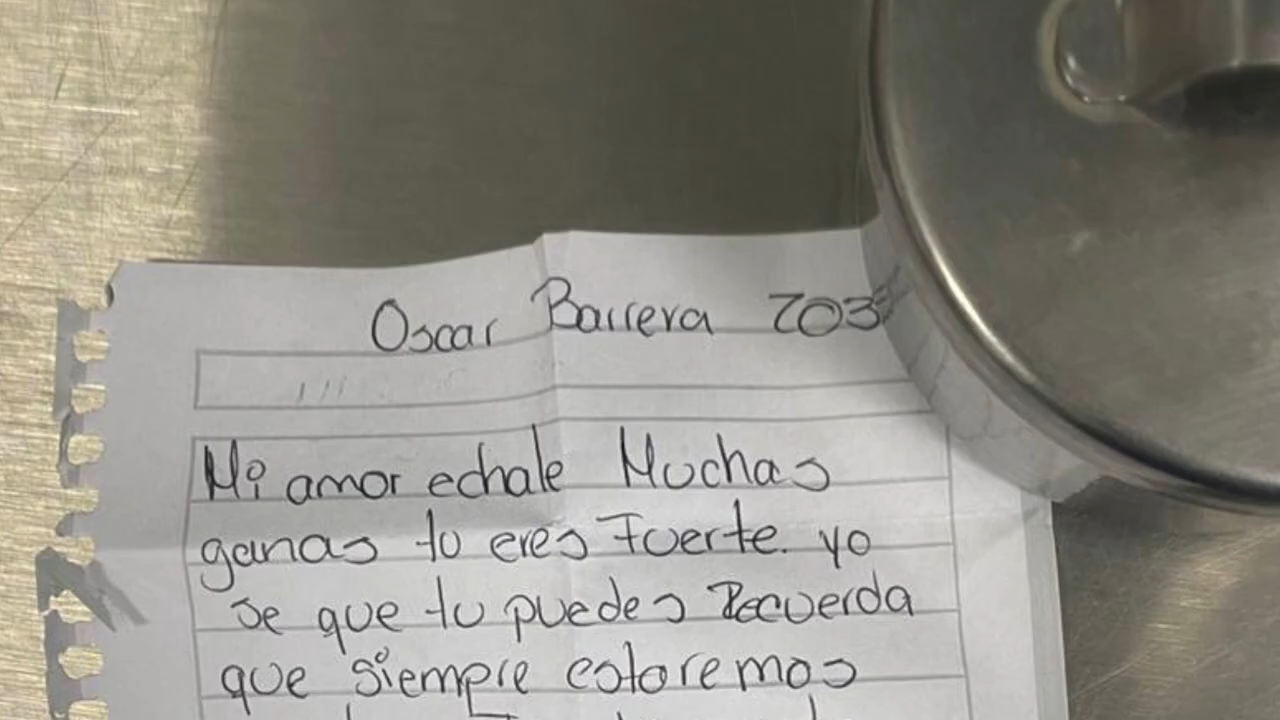 Oscar Barrera 703
Mi amor echale Muchas
ganas tu eres Fuerte. yo
se que tu puedes Recuerda
que siempre estaremos